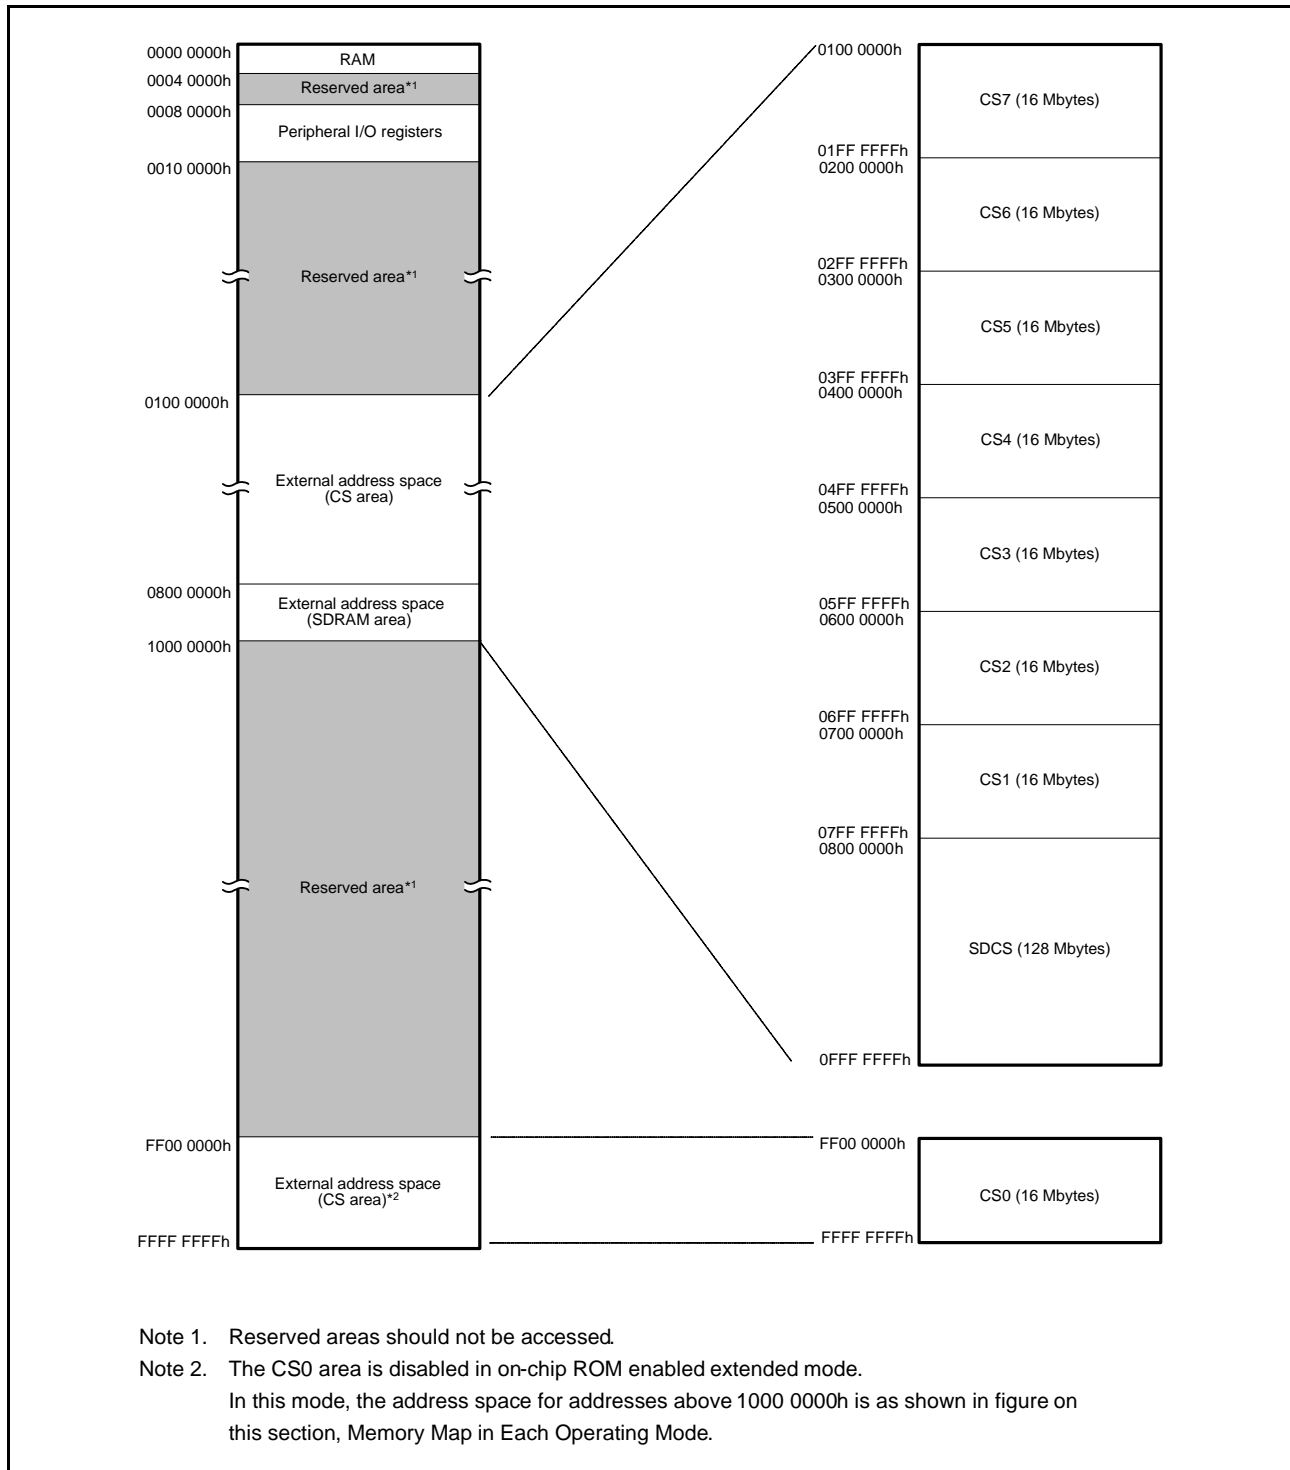 0000 0000h
RAM
0004 0000h
Reserved area*1
0008 0000h
Peripheral I/O registers
0010 0000h
Reserved area*1
0100 0000h
External address space
(CS area)
0800 0000h
External address space
(SDRAM area)
1000 0000h
Reserved area*1
FF00 0000h
External address space
(CS area)*2
FFFF FFFFh
0100 0000h
CS7 (16 Mbytes)
01FF FFFFh
0200 0000h
CS6 (16 Mbytes)
02FF FFFFh
0300 0000h
CS5 (16 Mbytes)
03FF FFFFh
0400 0000h
CS4 (16 Mbytes)
04FF FFFFh
0500 0000h
CS3 (16 Mbytes)
05FF FFFFh
0600 0000h
CS2 (16 Mbytes)
06FF FFFFh
0700 0000h
CS1 (16 Mbytes)
07FF FFFFh
0800 0000h
SDCS (128 Mbytes)
0FFF FFFFh
FF00 0000h
CS0 (16 Mbytes)
FFFF FFFFh
Note 1. Reserved areas should not be accessed.
Note 2. The CS0 area is disabled in on-chip ROM enabled extended mode.
In this mode, the address space for addresses above 1000 0000h is as shown in figure on
this section, Memory Map in Each Operating Mode.